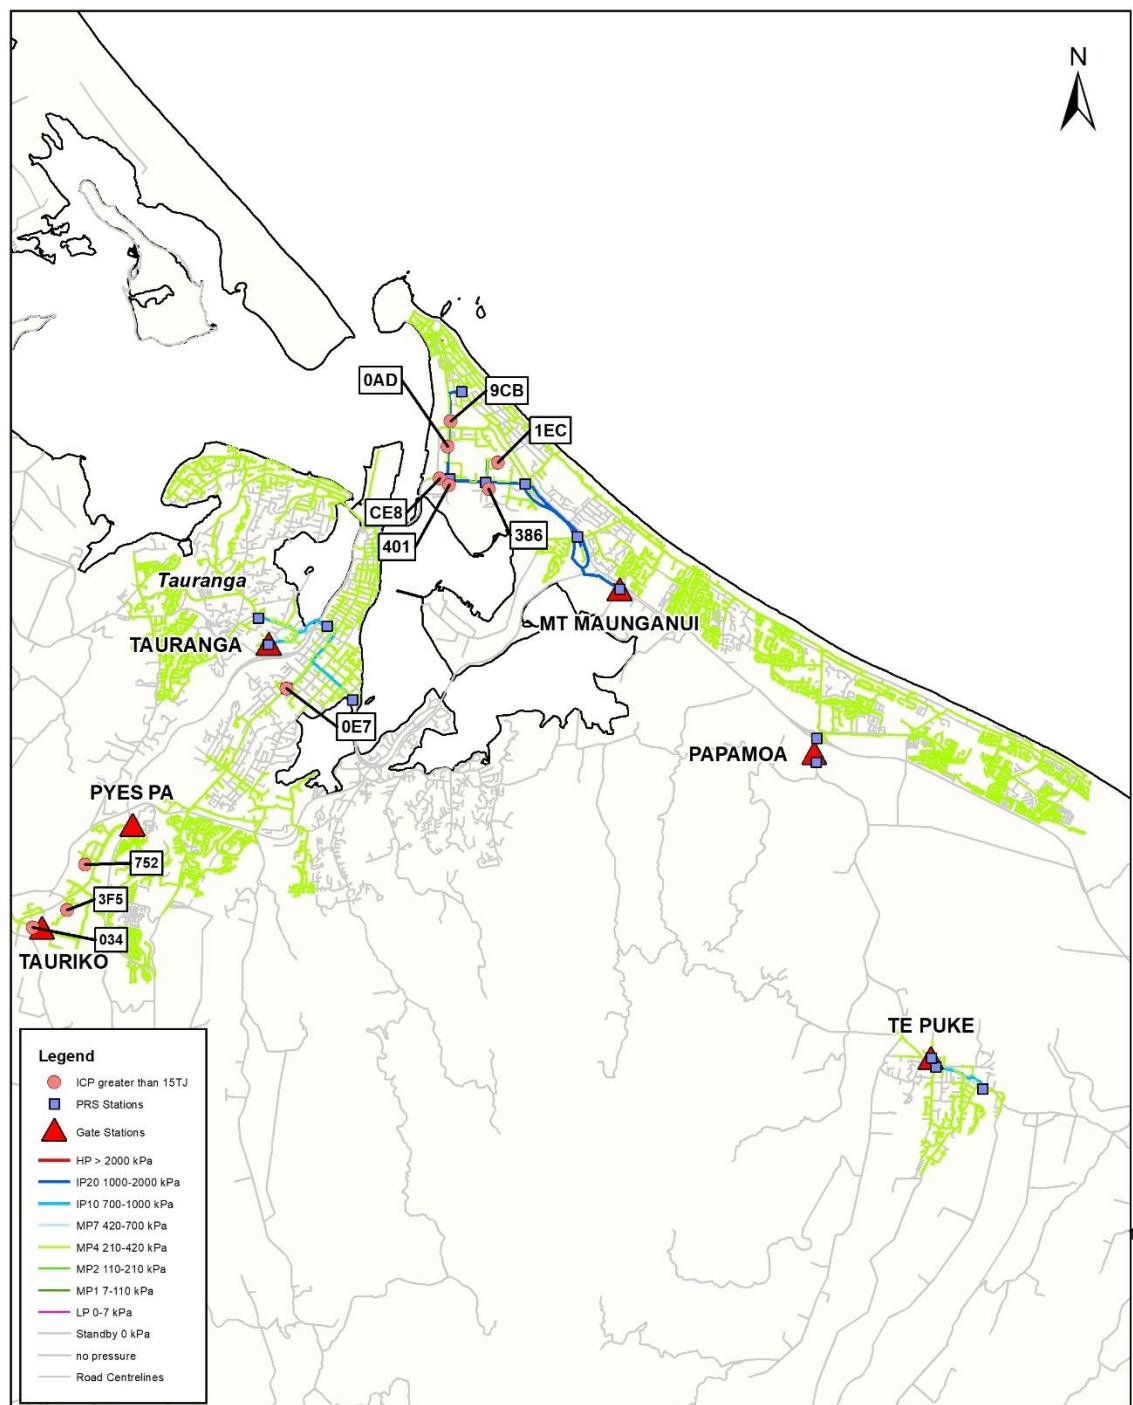 N
0AD
9CB
1EC
CE8
401
386
Tauranga
TAURANGA
MT MAUNGANUI
0E7
PAPAMOA
PYES PA
752
3F5
034
TAURIKO
TE PUKE
Legend
ICP greater than 15TJ
PRS Stations
Gate Stations
HP > 2000 kPa
IP20 1000-2000 kPa
IP10 700-1000 kPa
MP7 420-700 kPa
MP4 210-420 kPa
MP2 110-210 kPa
MP1 7-110 kPa
LP 0-7 kPa
Standby 0 kPa
no pressure
Road Centrelines